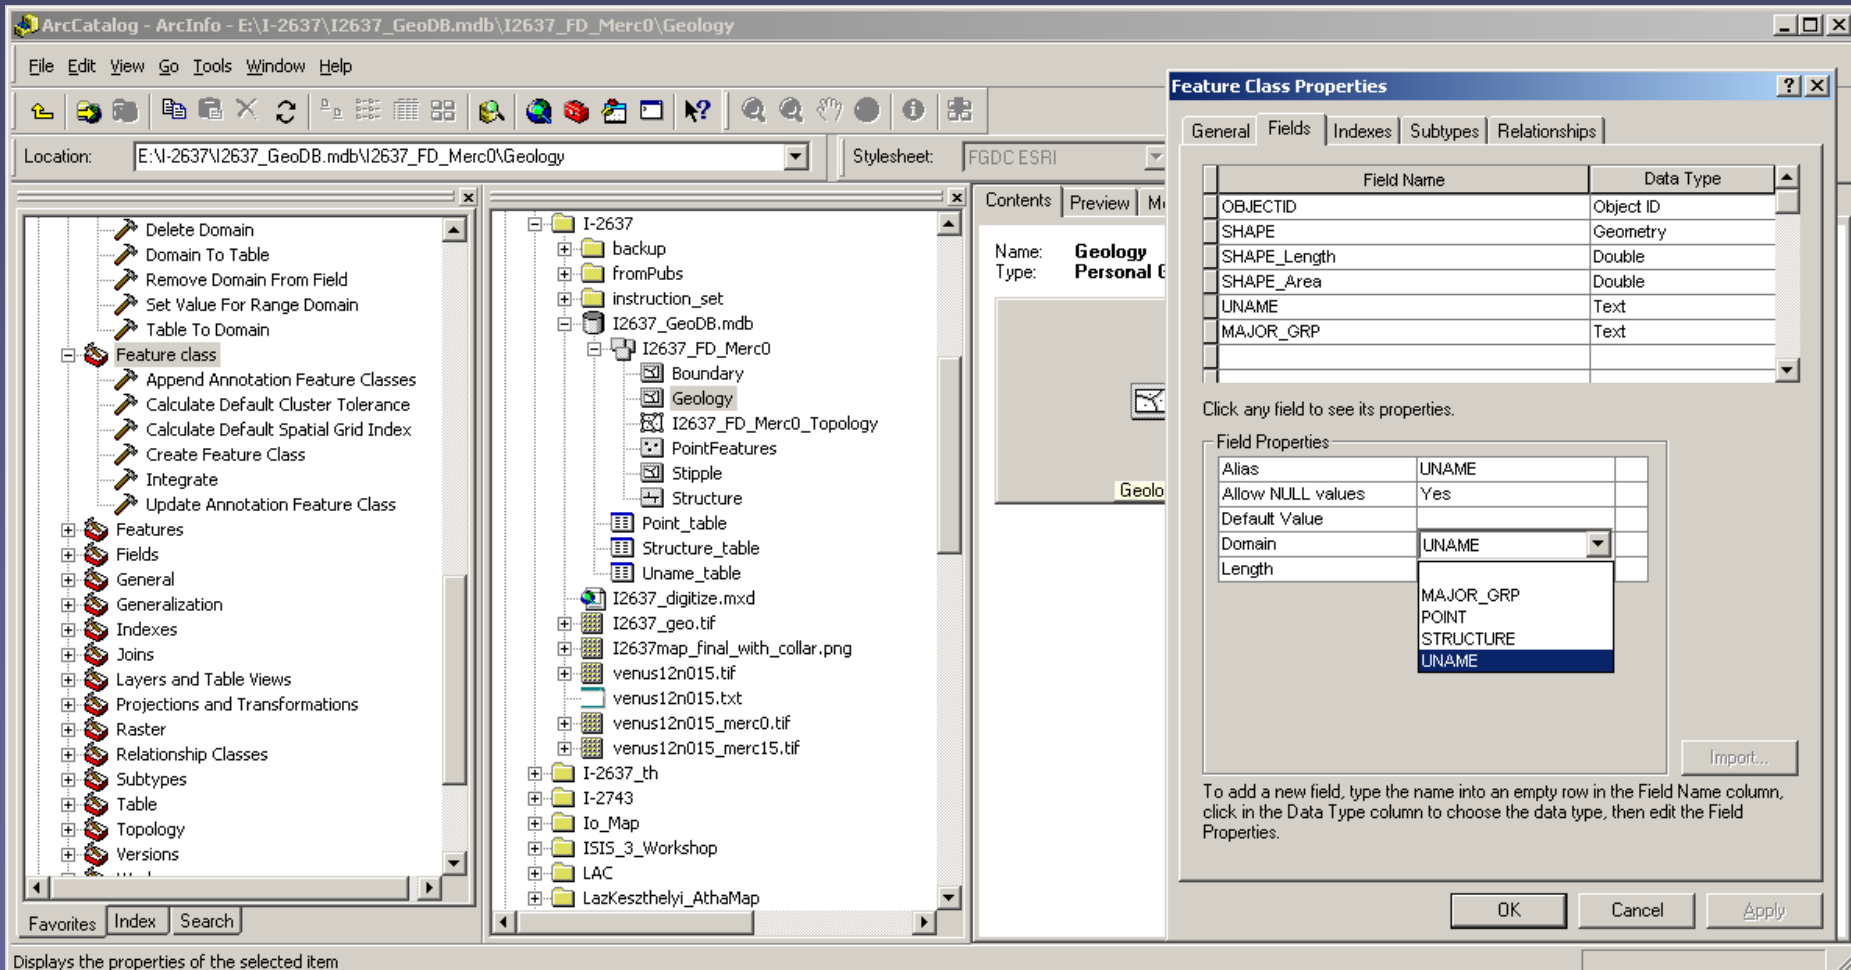 ArcCatalog - ArcInfo - E:\I-2637\I2637_GeoDB.mdb\I2637_FD_Merc0\Geology
File Edit View Go Tools Window Help
Location: E:\I-2637\I2637_GeoDB.mdb\I2637_FD_Merc0\Geology
Stylesheet: FGDC ESRI
Delete Domain
Domain To Table
Remove Domain From Field
Set Value For Range Domain
Table To Domain
Feature class
Append Annotation Feature Classes
Calculate Default Cluster Tolerance
Calculate Default Spatial Grid Index
Create Feature Class
Integrate
Update Annotation Feature Class
Features
Fields
General
Generalization
Indexes
Joins
Layers and Table Views
Projections and Transformations
Raster
Relationship Classes
Subtypes
Table
Topology
Versions
Favorites Index Search
I-2637
backup
fromPubs
instruction_set
I2637_GeoDB.mdb
I2637_FD_Merc0
Boundary
Geology
I2637_FD_Merc0_Topology
PointFeatures
Stipple
Structure
Point_table
Structure_table
Uname_table
I2637_digitize.mxd
I2637_geo.tif
I2637map_final_with_collar.png
venus12n015.tif
venus12n015.txt
venus12n015_merc0.tif
venus12n015_merc15.tif
I-2637_th
I-2743
Io_Map
ISIS_3_Workshop
LAC
LazKeszthelyi_AthaMap
Contents Preview M
Name: Geology
Type: Personal G
Geolo
Feature Class Properties
General Fields Indexes Subtypes Relationships
Field Name Data Type
OBJECTID Object ID
SHAPE Geometry
SHAPE_Length Double
SHAPE_Area Double
UNAME Text
MAJOR_GRP Text
Click any field to see its properties.
Field Properties
Alias UNAME
Allow NULL values Yes
Default Value
Domain UNAME
Length
MAJOR_GRP
POINT
STRUCTURE
UNAME
Import...
To add a new field, type the name into an empty row in the Field Name column,
click in the Data Type column to choose the data type, then edit the Field
Properties.
OK Cancel Apply
Displays the properties of the selected item